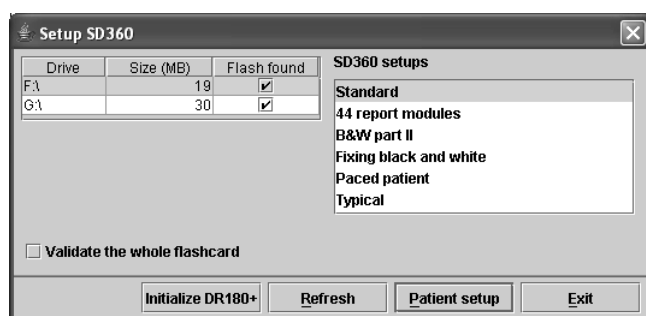 Setup SD360
Drive Size (MB) Flash found
F:\ 19
G:\ 30
SD360 setups
Standard
44 report modules
B&W part II
Fixing black and white
Paced patient
Typical
Validate the whole flashcard
Initialize DR180+ Refresh Patient setup Exit